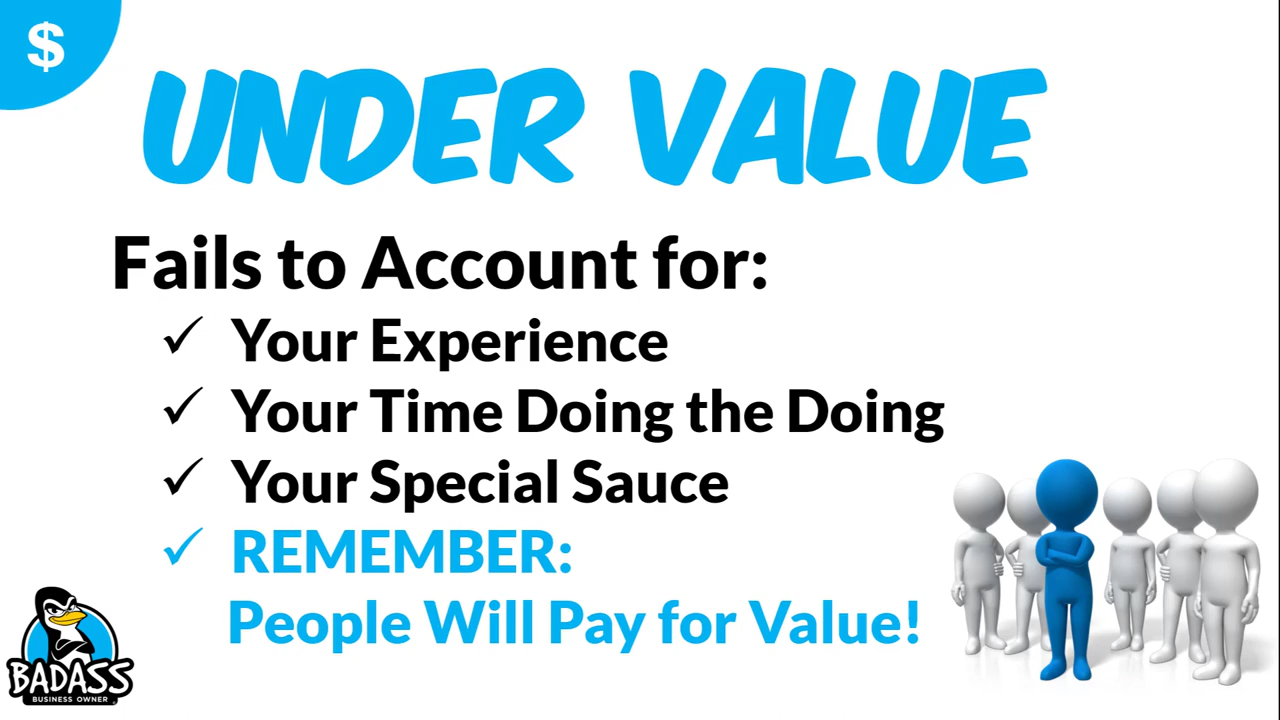 $
UNDER VALUE
Fails to Account for:
✓ Your Experience
✓ Your Time Doing the Doing
✓ Your Special Sauce
✓ REMEMBER:
People Will Pay for Value!
BADASS
BUSINESS OWNER